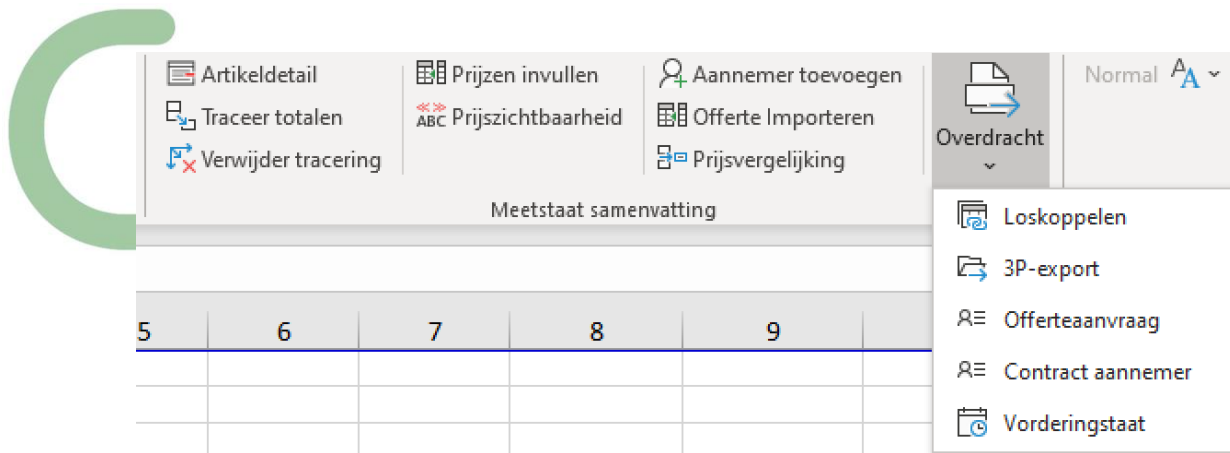 Artikeldetail
Traceer totalen
Verwijder tracering
Prijzen invullen
ABC Prijszichtbaarheid
Aannemer toevoegen
Offerte Importeren
Prijsvergelijking
Meetstaat samenvatting
Overdracht
Normal
Loskoppelen
3P-export
Offerteaanvraag
Contract aannemer
Vorderingstaat
5 6 7 8 9